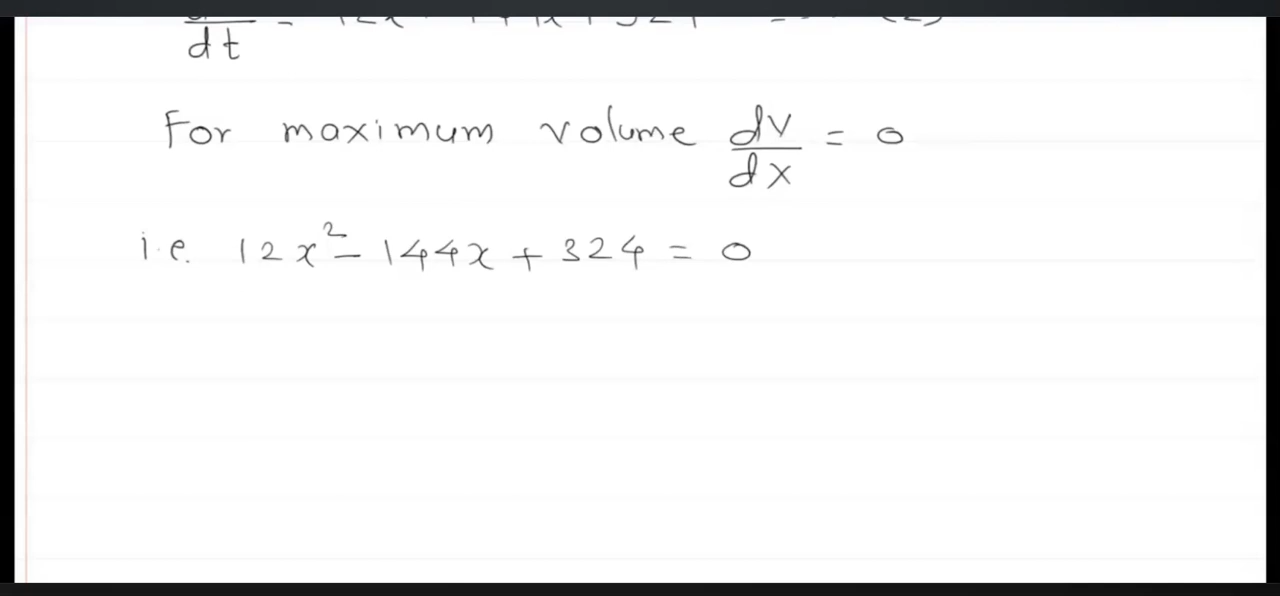 dt
For maximum volume dv/dx = 0
i.e. 12x² - 144x + 324 = 0